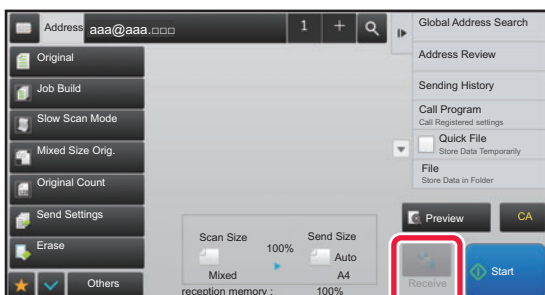 Address
aaa@aaa.□□□
1
+
Global Address Search
Original
Address Review
Job Build
Sending History
Slow Scan Mode
Call Program
Call Registered settings
Mixed Size Orig.
Quick File
Store Data Temporarily
Original Count
File
Store Data in Folder
Send Settings
Preview
CA
Erase
Scan Size
100%
Send Size
Auto
Mixed
A4
Others
Receive
Start
reception memory :
100%